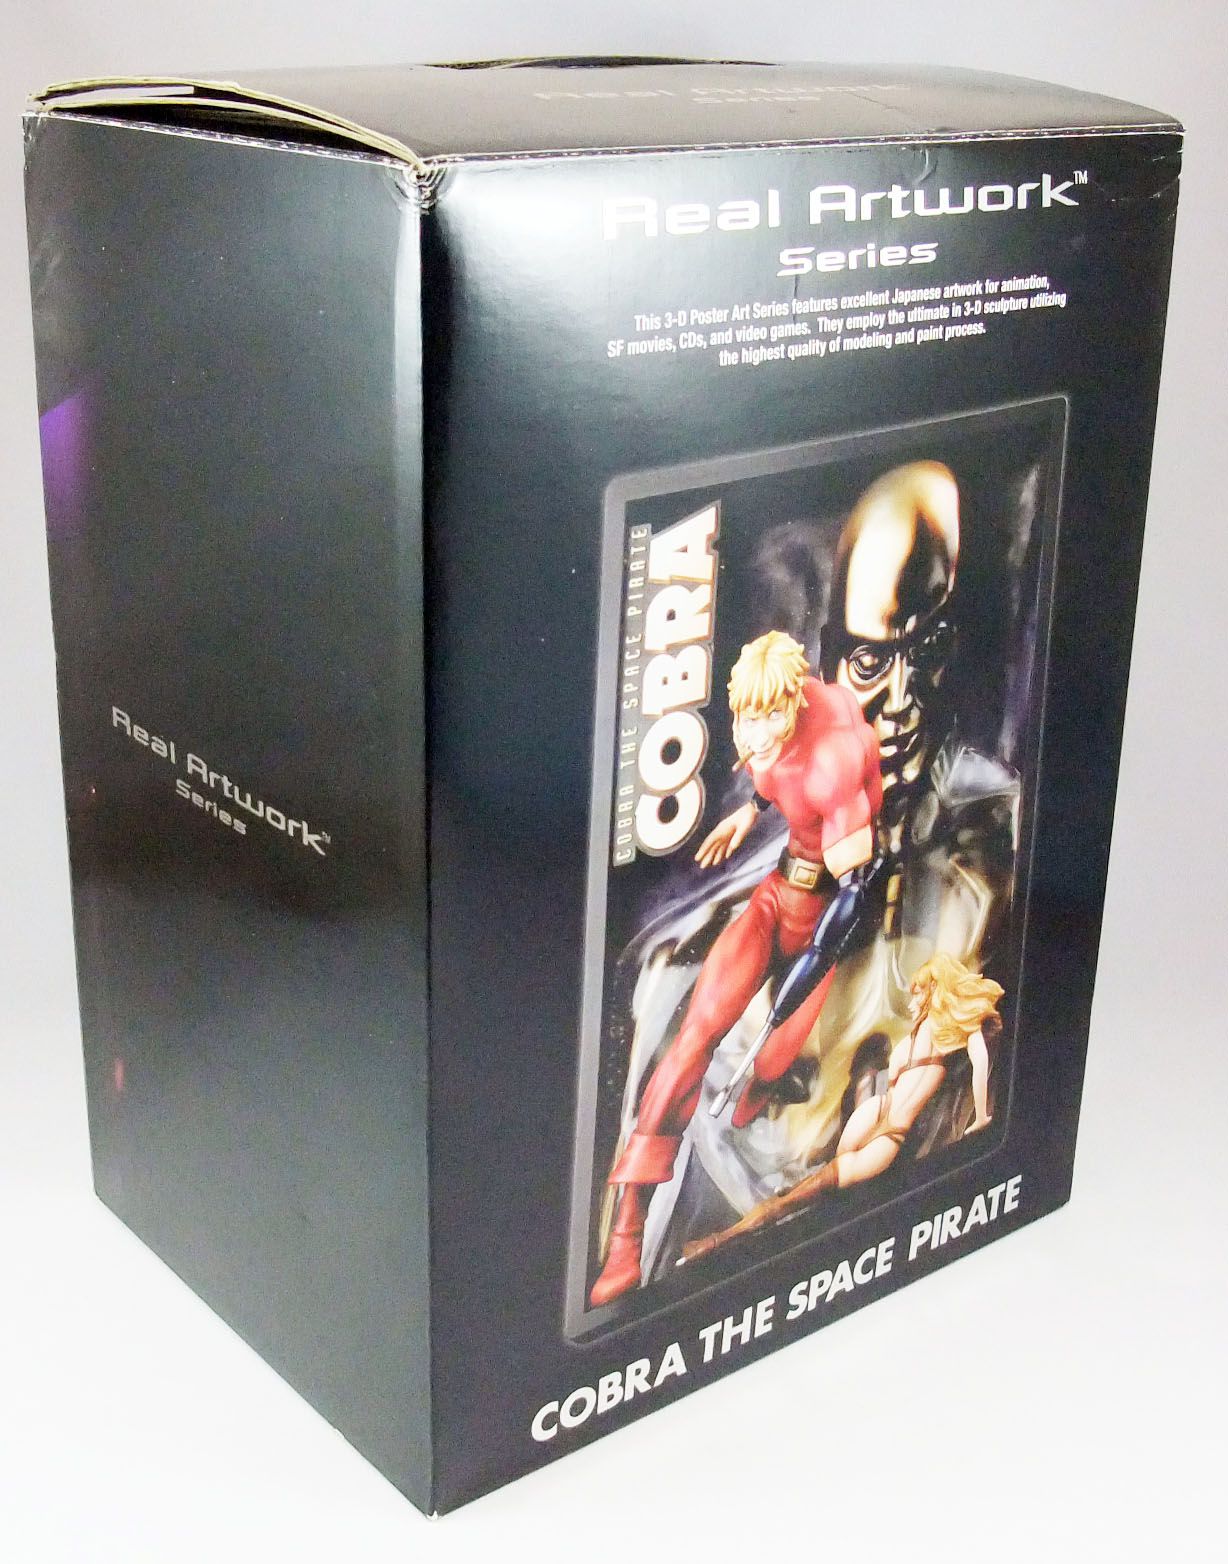 Real Artwork
Series
Real Artwork™
Series
This 3-D Poster Art Series features excellent Japanese artwork for animation,
SF movies, CDs, and video games. They employ the ultimate in 3-D sculpture utilizing
the highest quality of modeling and paint process.
COBRA THE SPACE PIRATE
COBRA
COBRA THE SPACE PIRATE
Real Artwork™
Series